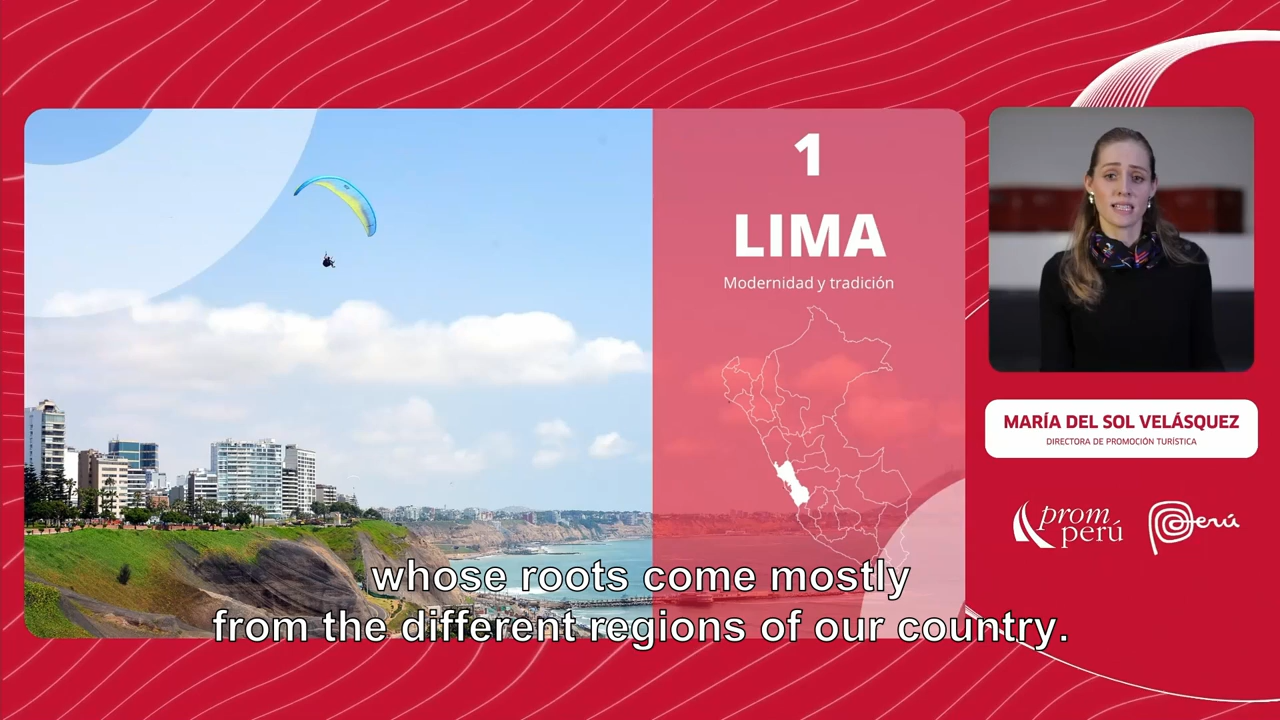 1
LIMA
Modernidad y tradición
whose roots come mostly
from the different regions of our country.
MARÍA DEL SOL VELÁSQUEZ
DIRECTORA DE PROMOCIÓN TURÍSTICA
prom
perú
Perú